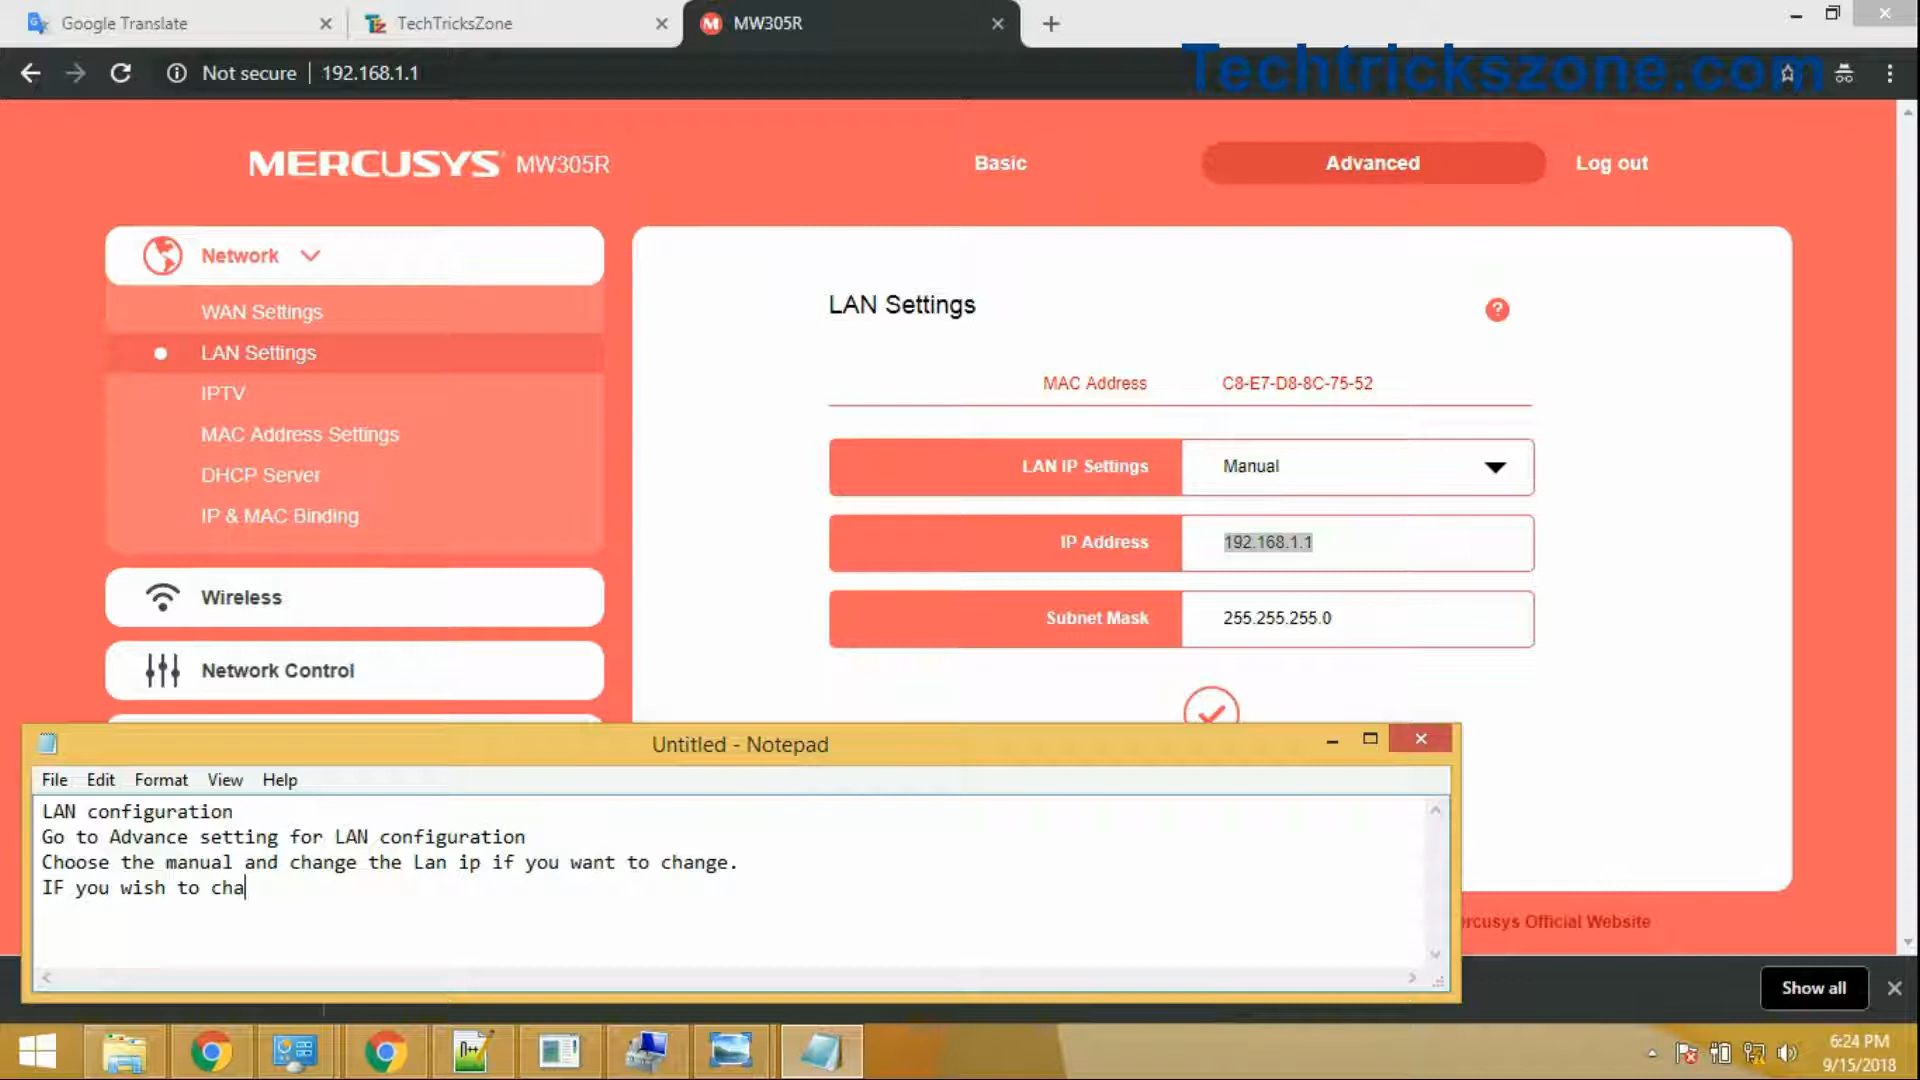 Google Translate
TechTricksZone
MW305R
Not secure
192.168.1.1
Techtrickszone.com
MERCUSYS MW305R
Basic
Advanced
Log out
Network
WAN Settings
LAN Settings
IPTV
MAC Address Settings
DHCP Server
IP & MAC Binding
Wireless
Network Control
LAN Settings
?
MAC Address C8-E7-D8-8C-75-52
LAN IP Settings Manual
IP Address 192.168.1.1
Subnet Mask 255.255.255.0
Untitled - Notepad
File Edit Format View Help
LAN configuration
Go to Advance setting for LAN configuration
Choose the manual and change the Lan ip if you want to change.
IF you wish to cha
rcusys Official Website
Show all
6:24 PM
9/15/2018